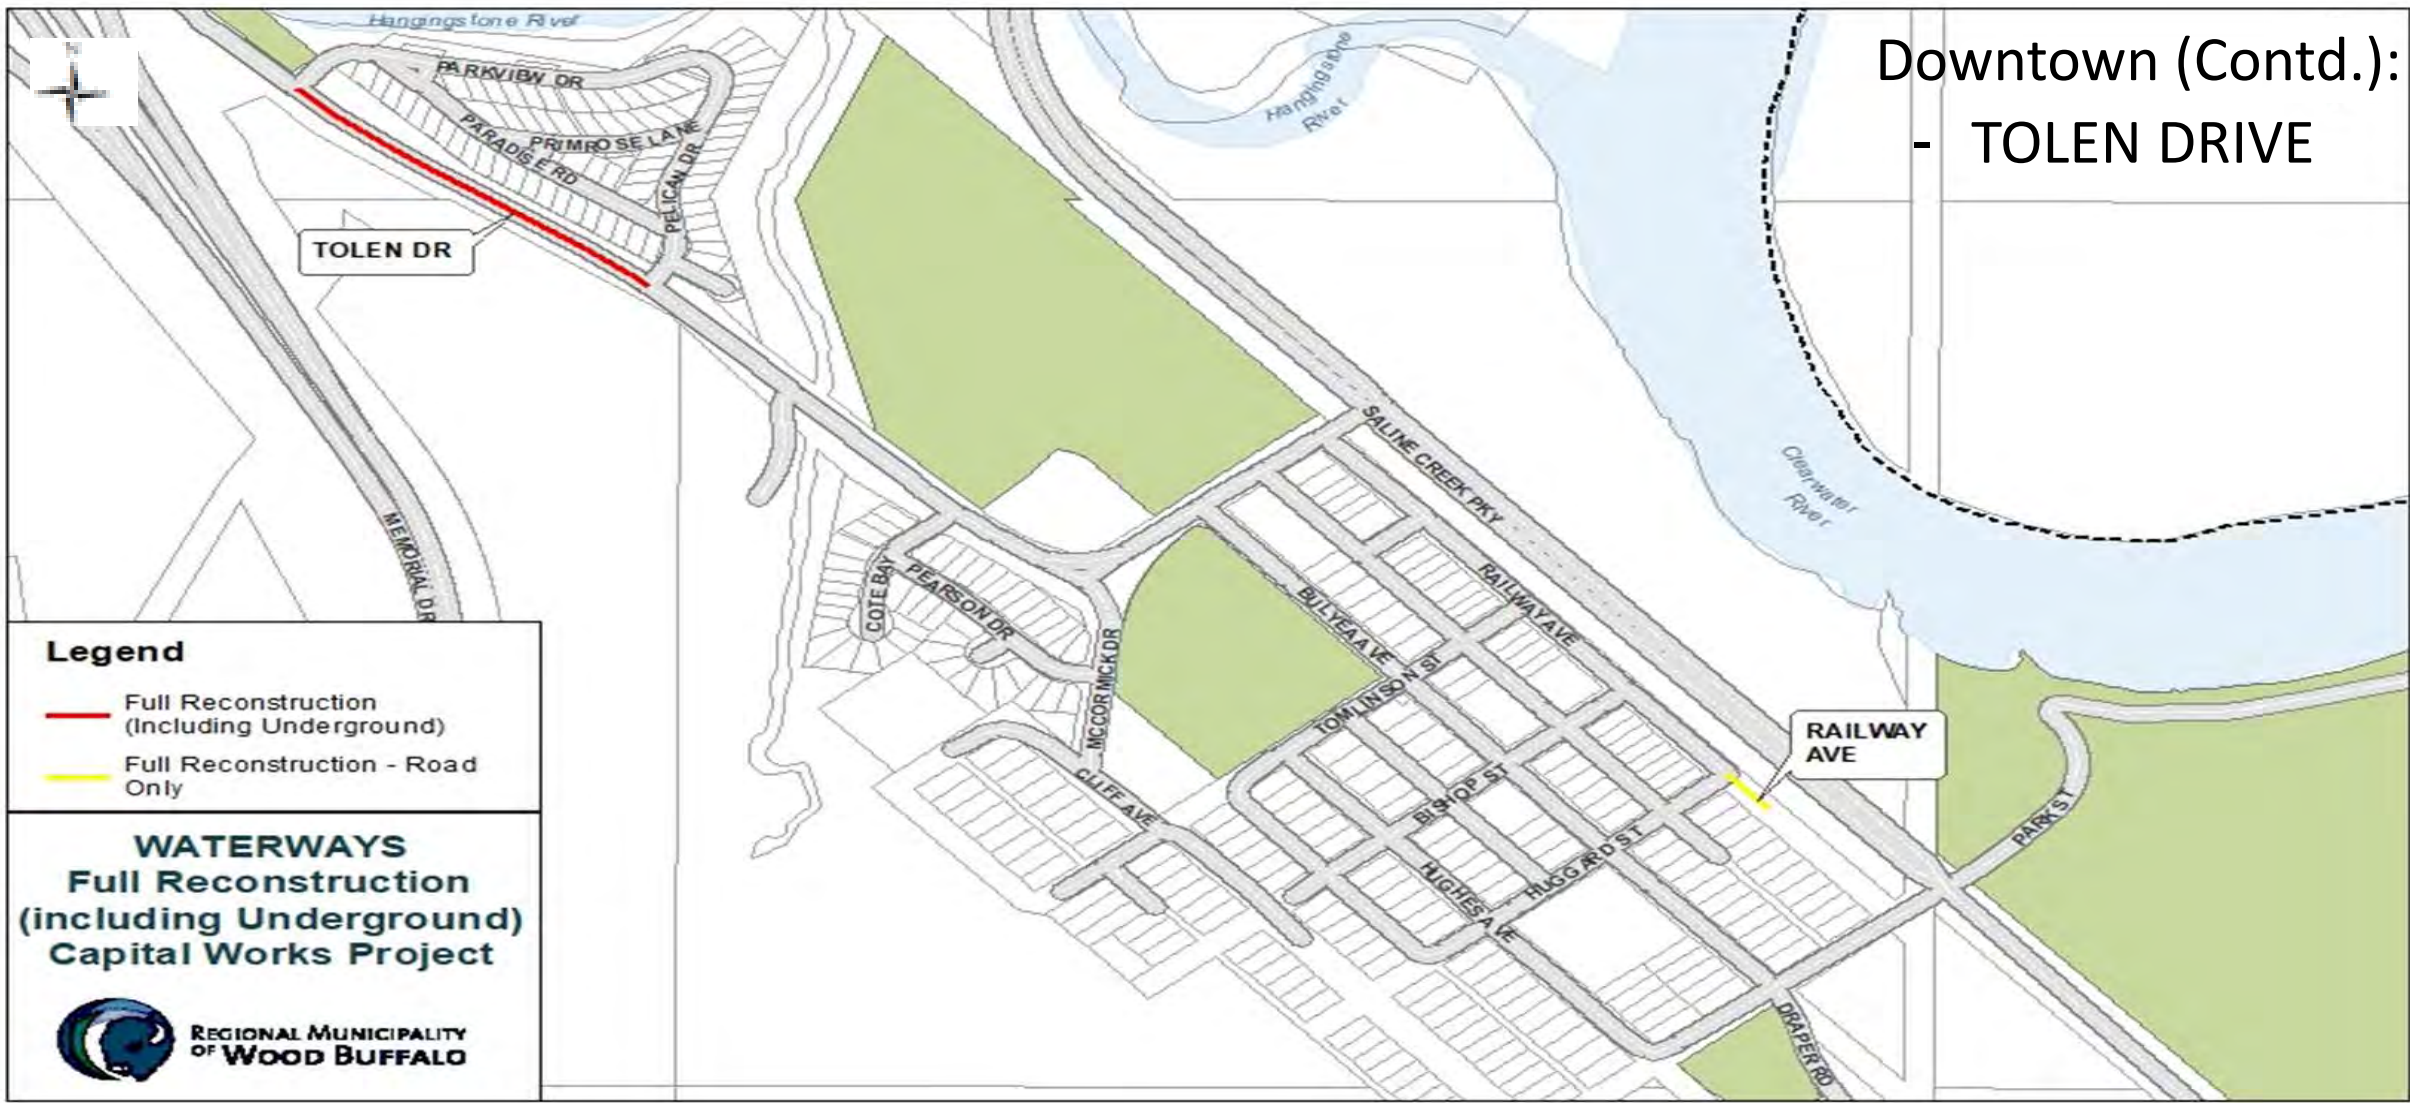 Hangingstone River
Downtown (Contd.):
- TOLEN DRIVE
N
PARKVIEW DR
PRIMROSE LANE
PARADISE RD
PELICAN DR
Hangingstone
River
TOLEN DR
SALINE CREEK PKY
Clearwater
River
MEMORIAL DR
COTE BAY
PEARSON DR
MCCORMICK DR
RAILWAY AVE
BULYEA AVE
TOMLINSON ST
CLIFF AVE
BISHOP ST
HUGGARD ST
HUGHES AVE
RAILWAY
AVE
PARK ST
DRAPER RD
Legend
Full Reconstruction
(Including Underground)
Full Reconstruction - Road
Only
WATERWAYS
Full Reconstruction
(including Underground)
Capital Works Project
REGIONAL MUNICIPALITY
OF WOOD BUFFALO